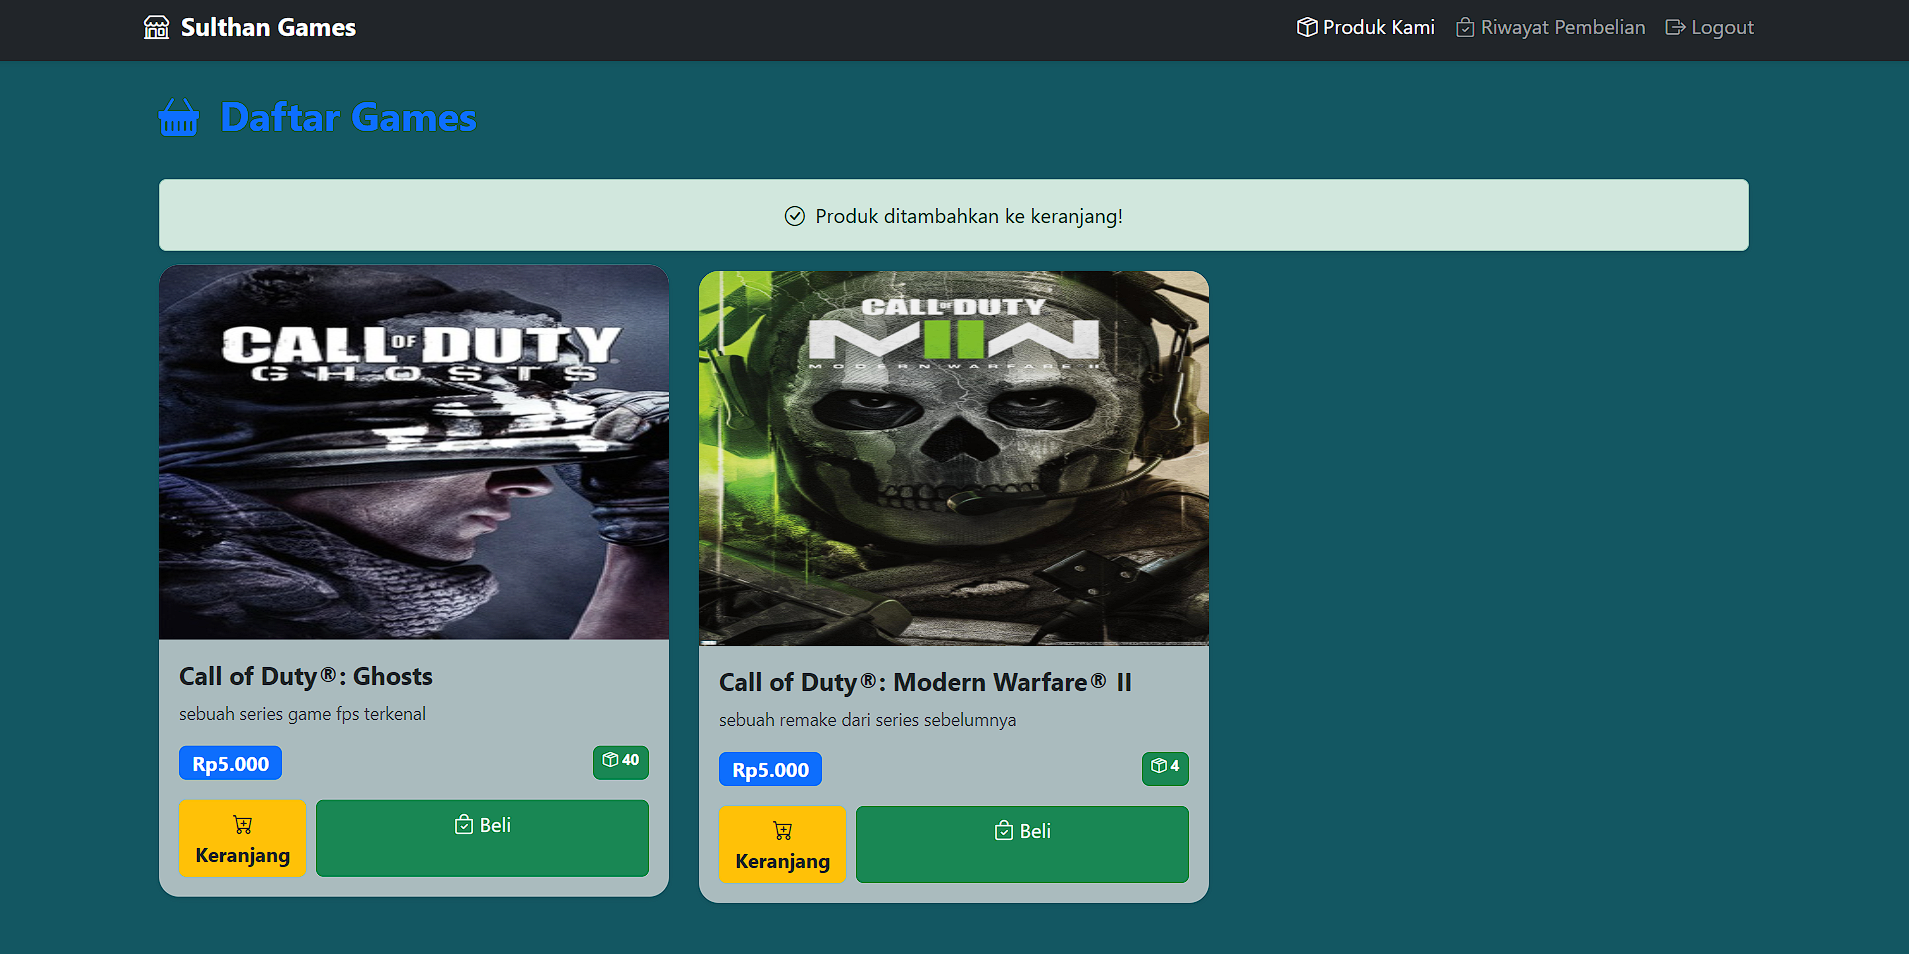 Sulthan Games
Produk Kami
Riwayat Pembelian
Logout
Daftar Games
Produk ditambahkan ke keranjang!
CALL OF DUTY
GHOSTS
Call of Duty®: Ghosts
sebuah series game fps terkenal
Rp5.000
40
Keranjang
Beli
CALL OF DUTY
MIIW
MODERN WARFARE II
Call of Duty®: Modern Warfare® II
sebuah remake dari series sebelumnya
Rp5.000
4
Keranjang
Beli